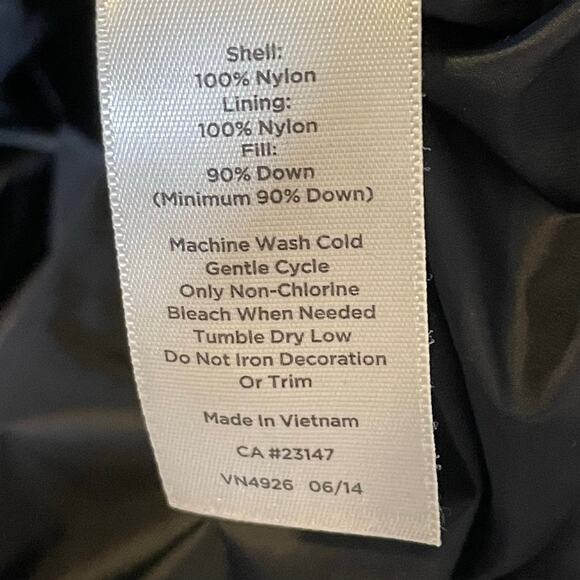 Shell:
100% Nylon
Lining:
100% Nylon
Fill:
90% Down
(Minimum 90% Down)
Machine Wash Cold
Gentle Cycle
Only Non-Chlorine
Bleach When Needed
Tumble Dry Low
Do Not Iron Decoration
Or Trim
Made In Vietnam
CA #23147
VN4926 06/14